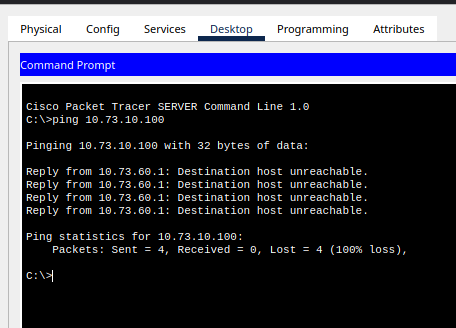 Physical Config Services Desktop Programming Attributes
Command Prompt
Cisco Packet Tracer SERVER Command Line 1.0
C:\>ping 10.73.10.100
Pinging 10.73.10.100 with 32 bytes of data:
Reply from 10.73.60.1: Destination host unreachable.
Reply from 10.73.60.1: Destination host unreachable.
Reply from 10.73.60.1: Destination host unreachable.
Reply from 10.73.60.1: Destination host unreachable.
Ping statistics for 10.73.10.100:
    Packets: Sent = 4, Received = 0, Lost = 4 (100% loss),
C:\>